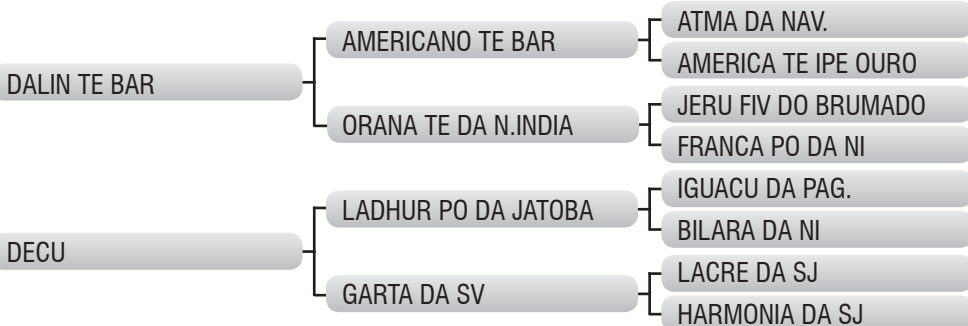 DALIN TE BAR
AMERICANO TE BAR
ATMA DA NAV.
AMERICA TE IPE OURO
ORANA TE DA N.INDIA
JERU FIV DO BRUMADO
FRANCA PO DA NI
DECU
LADHUR PO DA JATOBA
IGUACU DA PAG.
BILARA DA NI
GARTA DA SV
LACRE DA SJ
HARMONIA DA SJ